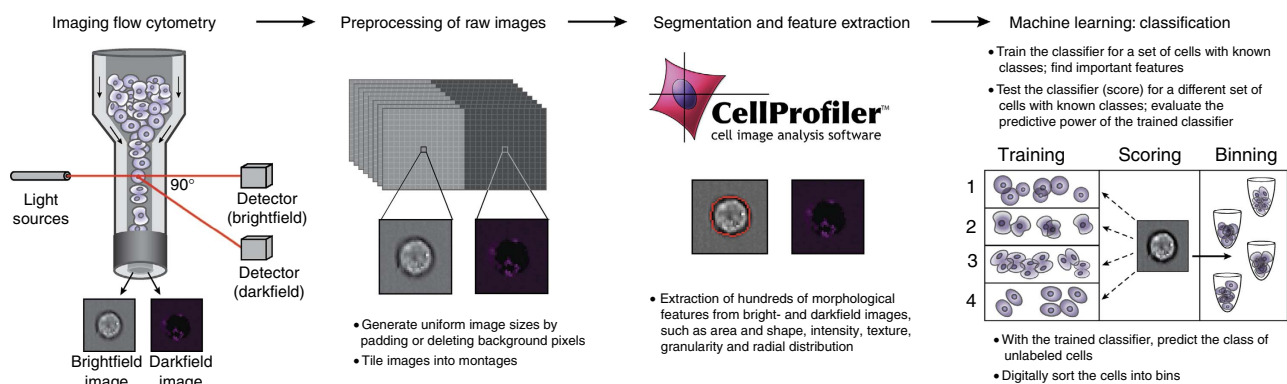 Imaging flow cytometry
Preprocessing of raw images
Segmentation and feature extraction
Machine learning: classification
90°
Light
sources
Detector
(brightfield)
Detector
(darkfield)
Brightfield
image
Darkfield
image
• Generate uniform image sizes by
padding or deleting background pixels
• Tile images into montages
CellProfiler™
cell image analysis software
• Extraction of hundreds of morphological
features from bright- and darkfield images,
such as area and shape, intensity, texture,
granularity and radial distribution
• Train the classifier for a set of cells with known
classes; find important features
• Test the classifier (score) for a different set of
cells with known classes; evaluate the
predictive power of the trained classifier
Training Scoring Binning
1
2
3
4
• With the trained classifier, predict the class of
unlabeled cells
• Digitally sort the cells into bins